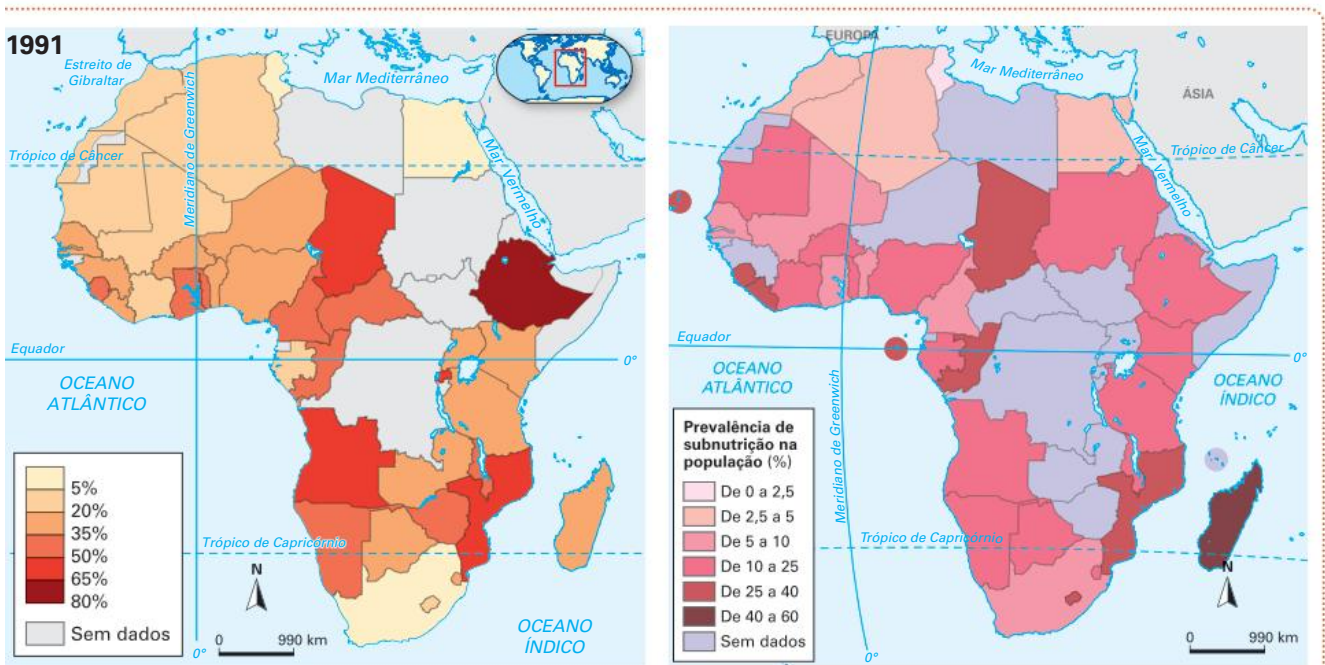 1991
Estreito de
Gibraltar
Meridiano de Greenwich
Mar Mediterrâneo
Trópico de Câncer
Mar Vermelho
Equador
0°
OCEANO
ATLÂNTICO
Trópico de Capricórnio
OCEANO
ÍNDICO
5%
20%
35%
50%
65%
80%
Sem dados
N
0 990 km
0°
EUROPA
Mar Mediterrâneo
ÁSIA
Trópico de Câncer
Mar Vermelho
Equador
0°
OCEANO
ATLÂNTICO
OCEANO
ÍNDICO
Meridiano de Greenwich
Trópico de Capricórnio
Prevalência de
subnutrição na
população (%)
De 0 a 2,5
De 2,5 a 5
De 5 a 10
De 10 a 25
De 25 a 40
De 40 a 60
Sem dados
N
0 990 km
0°